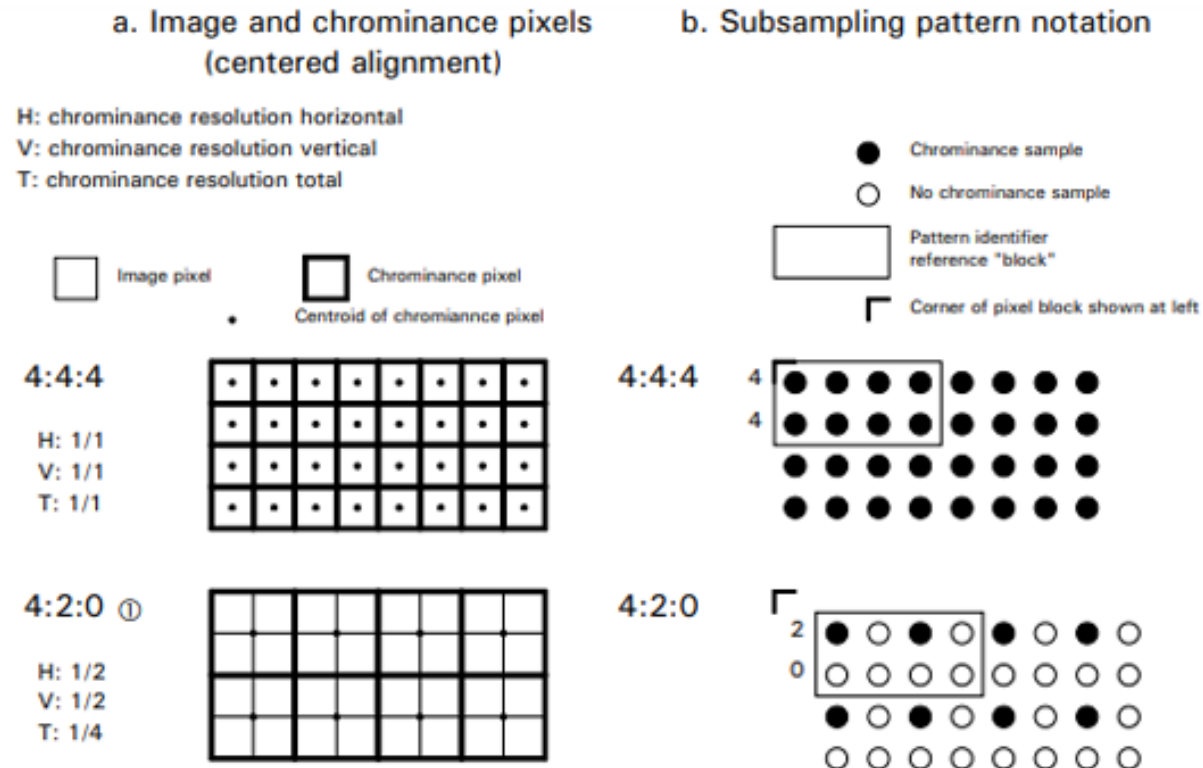 a. Image and chrominance pixels
(centered alignment)
b. Subsampling pattern notation
H: chrominance resolution horizontal
V: chrominance resolution vertical
T: chrominance resolution total
Chrominance sample
No chrominance sample
Pattern identifier
reference "block"
Corner of pixel block shown at left
Image pixel
Chrominance pixel
Centroid of chromiannce pixel
4:4:4
H: 1/1
V: 1/1
T: 1/1
4:4:4
4
4
4:2:0 ①
H: 1/2
V: 1/2
T: 1/4
4:2:0
2
0